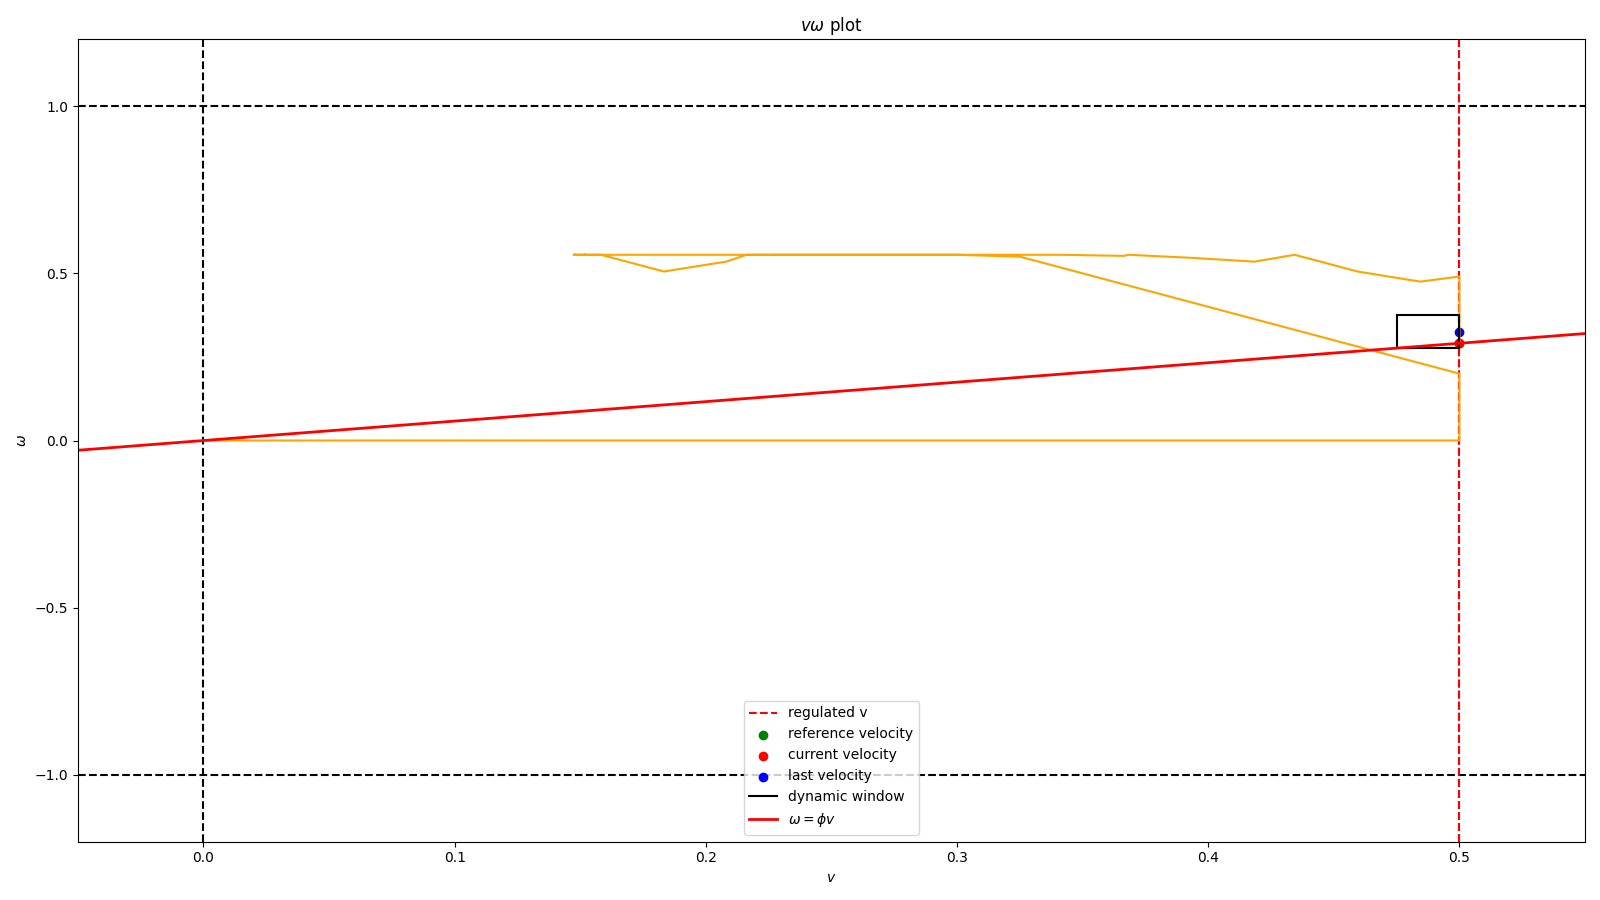 vω plot
1.0
0.5
0.0
−0.5
−1.0
ω
0.0 0.1 0.2 0.3 0.4 0.5
v
regulated v
reference velocity
current velocity
last velocity
dynamic window
ω = ϕv